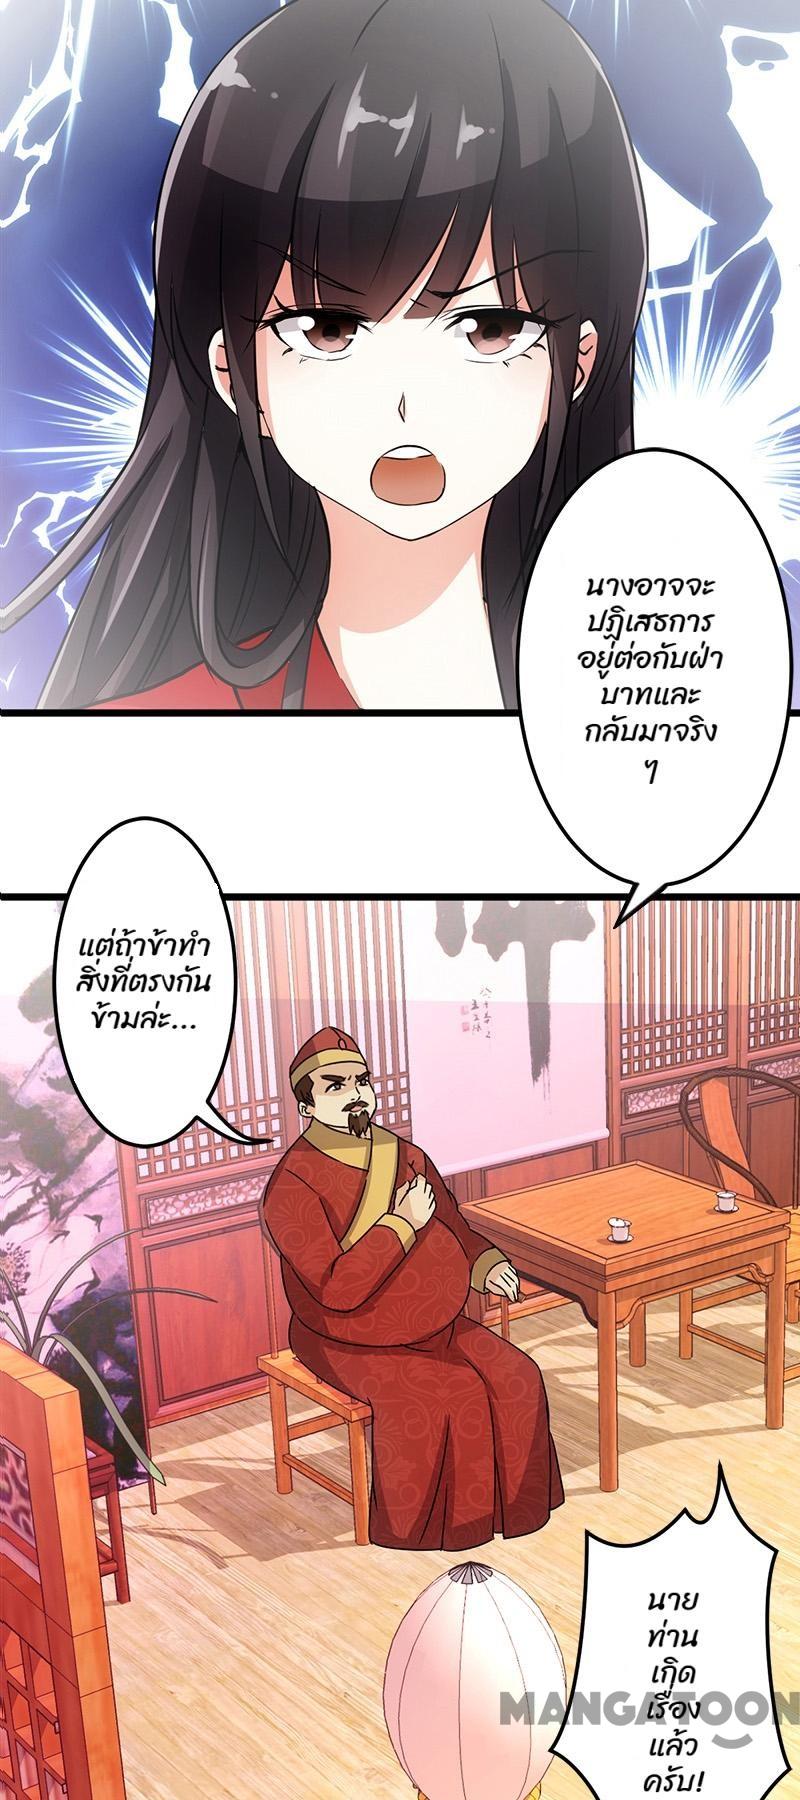 นางอาจจะ
ปฏิเสธการ
อยู่ต่อกับฝ่า
บาทและ
กลับมาจริง
ๆ
แต่ถ้าข้าทำ
สิ่งที่ตรงกัน
ข้ามล่ะ...
นาย
ท่าน
เกิด
เรื่อง
แล้ว
ครับ!
MANGATOON